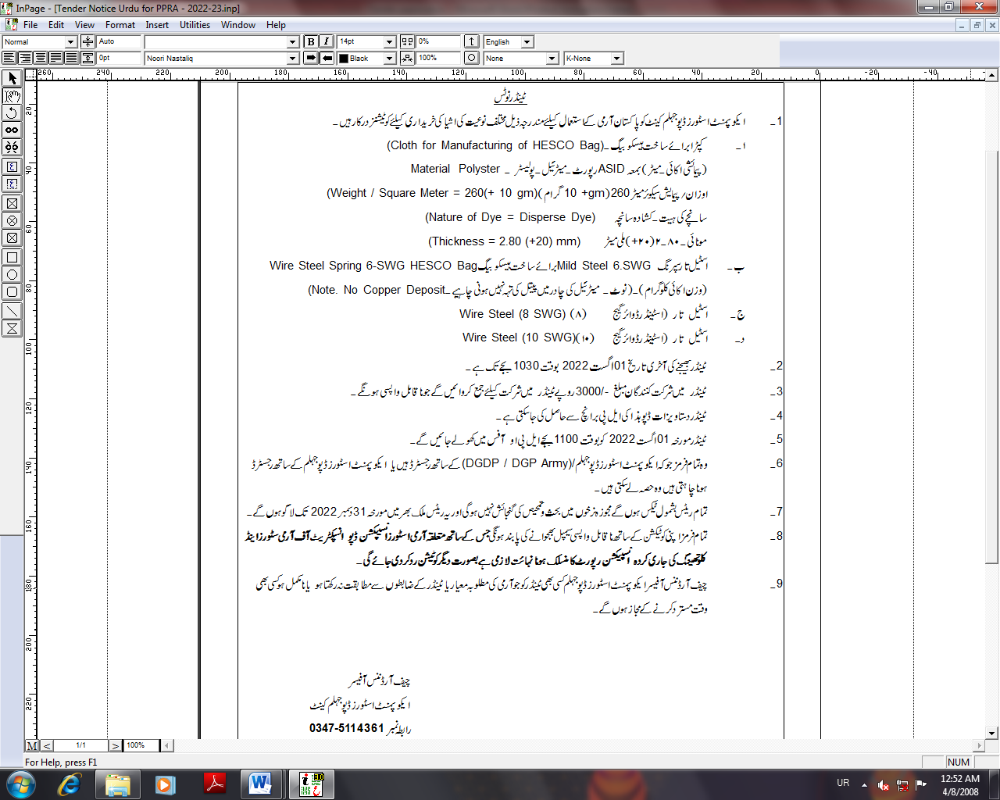 InPage - [Tender Notice Urdu for PPRA - 2022-23.inp]
File Edit View Format Insert Utilities Window Help
Normal Auto B I 14pt 0% English
0pt Noori Nastaliq Black 100% None K-None
260 240 220 200 180 160 140 120 100 80 60 40 20 0 -20 -40
20 40 60 80 100 120 140 160 180 200 220
ٹینڈر نوٹس
1۔ ایکوپمنٹ اسٹورز ڈپو جہلم کینٹ کو پاکستان آرمی کے استعمال کیلئے مندرجہ ذیل مختلف نوعیت کی اشیا کی خریداری کیلئے کوٹیشنز درکار ہیں ۔
ا۔ کپڑا برائے ساخت ہیسکو بیگ ۔(Cloth for Manufacturing of HESCO Bag)
(پیمائشی اکائی ۔میٹر) بمعہ ASID رپورٹ ۔ میٹرئیل ۔ پولیسٹر ۔ Material Polyster
اوزان ر پیمایش سیکوئر میٹر 260 (10 +gm گرام)(Weight / Square Meter = 260(+ 10 gm)
سانچے کی ہیت ۔ کشادہ سانچہ (Nature of Dye = Disperse Dye)
موٹائی ۔ ۸۰۔۲ (۲۰+) ملی میٹر (Thickness = 2.80 (+20) mm)
ب۔ اسٹیل تار سپرنگ Mild Steel 6.SWG برائے ساخت ہیسکو بیگ Wire Steel Spring 6-SWG HESCO Bag
(وزن اکائی کلوگرام)۔ (نوٹ ۔ میٹرئیل کی چادر میں پیتل کی تہہ نہیں ہونی چاہیے ۔ Note. No Copper Deposit)
ج۔ اسٹیل تار (اسٹینڈرڈ وائر گیج (۸) Wire Steel (8 SWG)
د۔ اسٹیل تار (اسٹینڈرڈ وائر گیج (۱۰)Wire Steel (10 SWG)
2۔ ٹینڈر بھیجنے کی آخری تاریخ 01 اگست 2022 بوقت 1030 بجے تک ہے ۔
3۔ ٹینڈر میں شرکت کنندگان مبلغ -/3000 روپے ٹینڈر میں شرکت کیلئے جمع کروائیں گے جو ناقابل واپسی ہونگے ۔
4۔ ٹینڈر دستاویزات ڈپو ہذا کی ایل پی برانچ سے حاصل کی جاسکتی ہے ۔
5۔ ٹینڈر مورخہ 01 اگست 2022 کو بوقت 1100 بجے ایل پی او آفس میں کھولے جائیں گے ۔
6۔ وہ تمام فرمز جو کہ ایکوپمنٹ اسٹورز ڈپو جہلم/(DGDP / DGP Army) کے ساتھ رجسٹرڈ ہیں یا ایکوپمنٹ اسٹورز ڈپو جہلم کے ساتھ رجسٹرڈ
ہونا چاہتی ہیں وہ حصہ لے سکتی ہیں ۔
7۔ تمام ریٹس بشمول ٹیکس ہوں گے مجوزہ نرخوں میں بحث و تمحیص کی گنجائش نہیں ہوگی اور یہ ریٹس ملک بھر میں مورخہ 31 دسمبر 2022 تک لاگو ہوں گے ۔
8۔ تمام فرمز اپنی کوٹیشن کے ساتھ ناقابل واپسی سیمپل بھجوانے کی پابند ہونگی جس کے ساتھ متعلقہ آرمی اسٹورز انسپیکشن ڈپو انسپکٹریٹ آف آرمی سٹورز اینڈ
کلوتھینگ کی جاری کردہ انسپیکشن رپورٹ کا منسلک ہونا نہائت لازمی ہے بصورت دیگر کوٹیشن رد کردی جائے گی ۔
9۔ چیف آرڈننس آفیسر ایکوپمنٹ اسٹورز ڈپو جہلم کسی بھی ٹینڈر کو جو آرمی کی مطلوبہ معیار یا ٹینڈر کے ضابطوں سے مطابقت نہ رکھتا ہو یا نامکمل ہو کسی بھی
وقت مسترد کرنے کے مجاز ہوں گے ۔
چیف آرڈننس آفیسر
ایکوپمنٹ اسٹورز ڈپو جہلم کینٹ
رابطہ نمبر 0347-5114361
M < 1/1 > 100%
For Help, press F1 NUM
UR 12:52 AM
4/8/2008